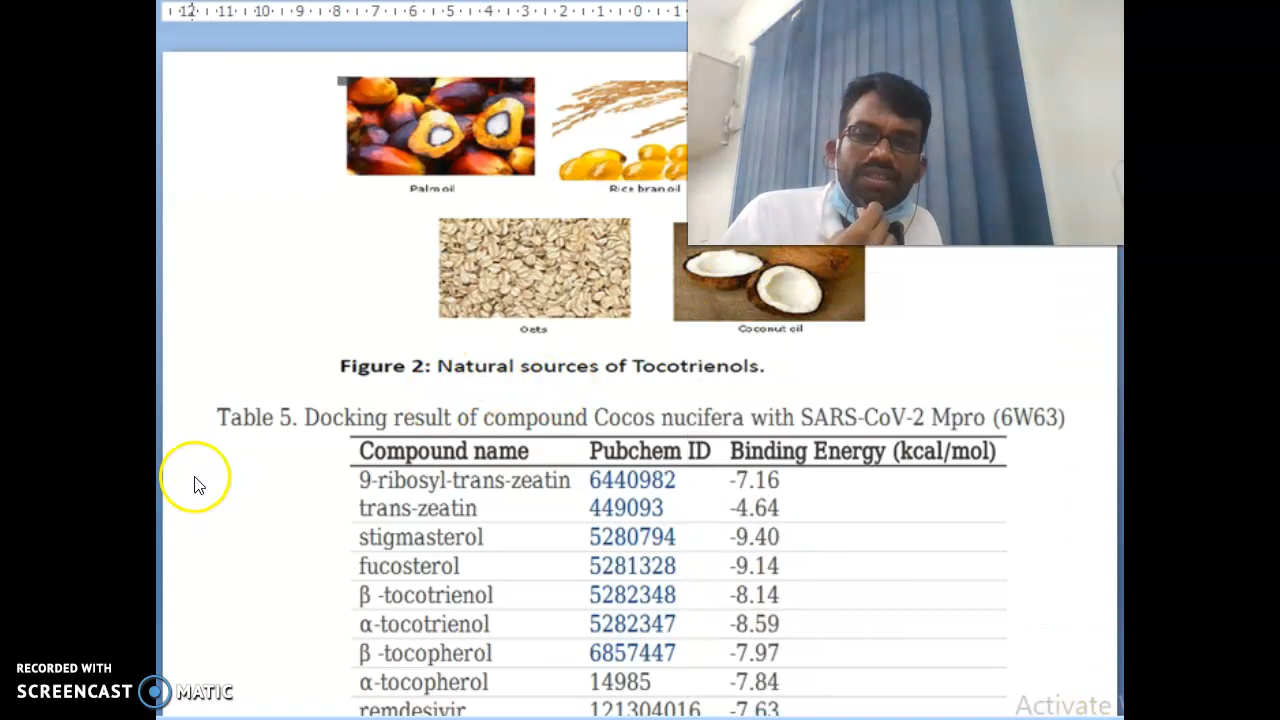 12 · 11 · 10 · 9 · 8 · 7 · 6 · 5 · 4 · 3 · 2 · 1 · 0 · 1
Palm oil
Rice bran oil
Oats
Coconut oil
Figure 2: Natural sources of Tocotrienols.
Table 5. Docking result of compound Cocos nucifera with SARS-CoV-2 Mpro (6W63)
Compound name Pubchem ID Binding Energy (kcal/mol)
9-ribosyl-trans-zeatin 6440982 -7.16
trans-zeatin 449093 -4.64
stigmasterol 5280794 -9.40
fucosterol 5281328 -9.14
β -tocotrienol 5282348 -8.14
α-tocotrienol 5282347 -8.59
β -tocopherol 6857447 -7.97
α-tocopherol 14985 -7.84
remdesivir 121304016 -7.63
RECORDED WITH
SCREENCAST MATIC
Activate